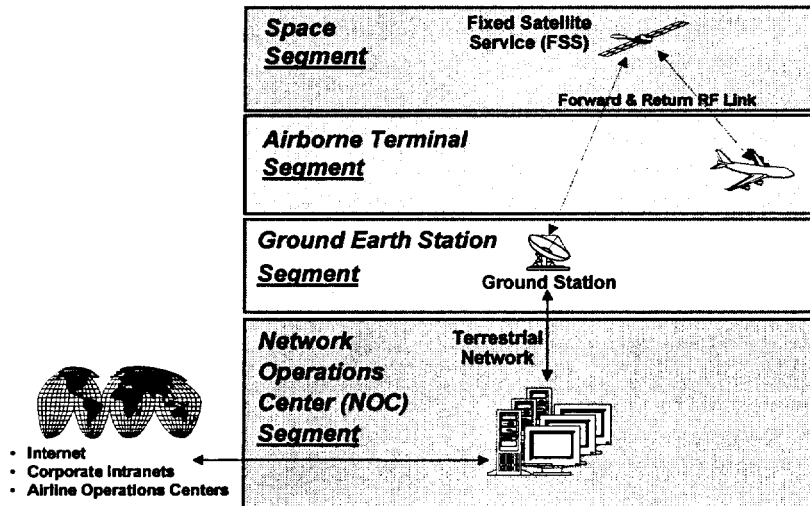 Space
Segment
Fixed Satellite
Service (FSS)
Forward & Return RF Link
Airborne Terminal
Segment
Ground Earth Station
Segment
Ground Station
Network
Operations
Center (NOC)
Segment
Terrestrial
Network
• Internet
• Corporate Intranets
• Airline Operations Centers